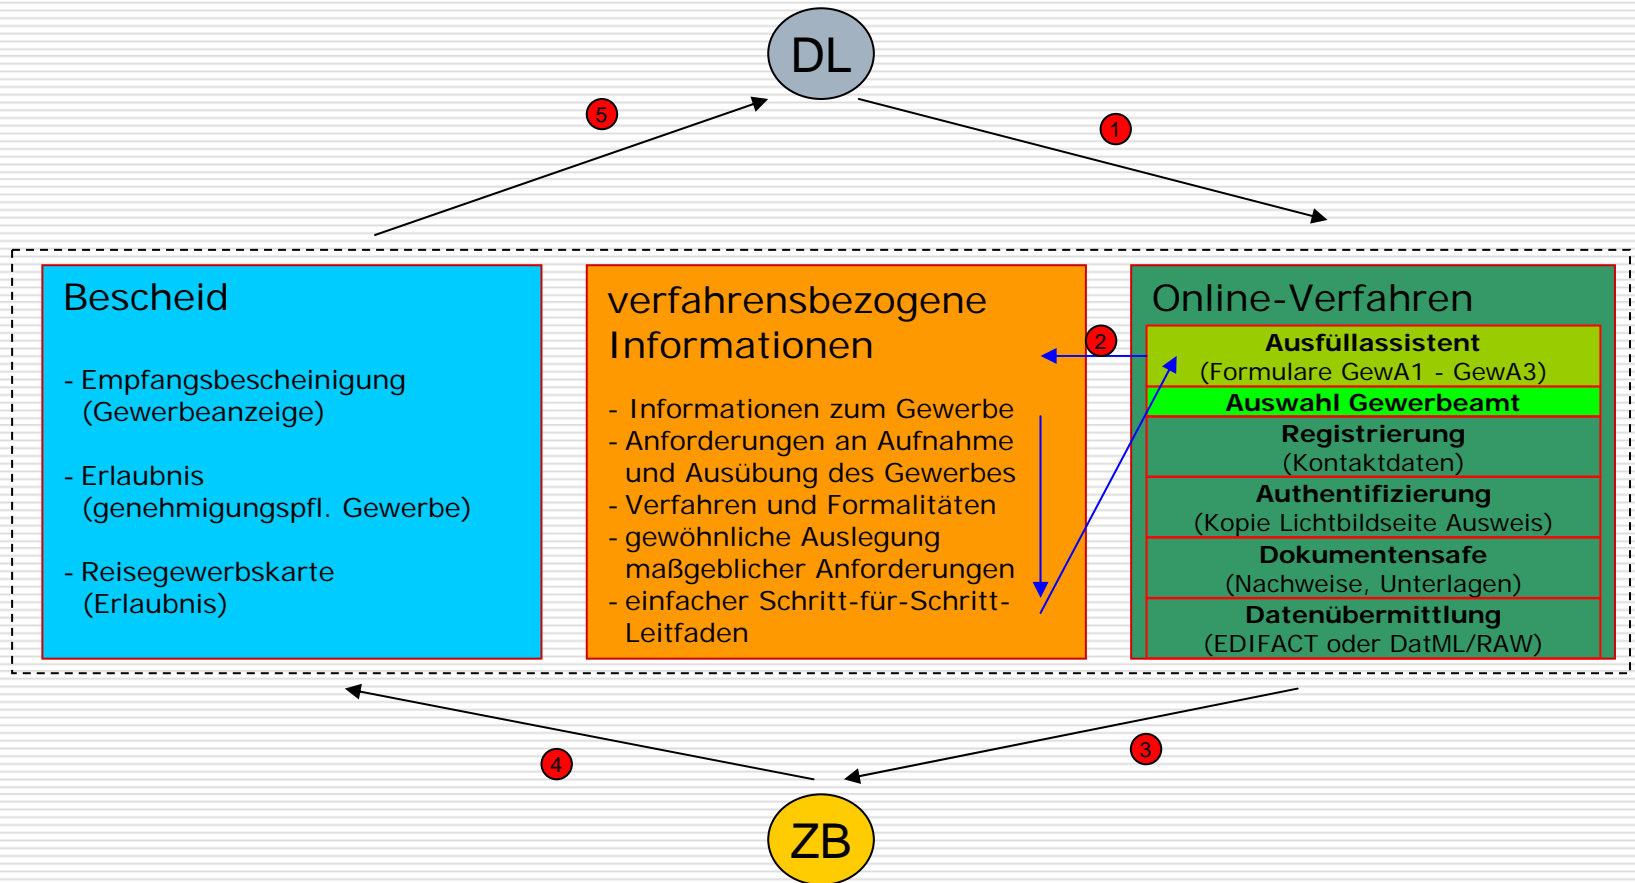 DL
5
1
Bescheid
- Empfangsbescheinigung
(Gewerbeanzeige)
- Erlaubnis
(genehmigungspfl. Gewerbe)
- Reisegewerbskarte
(Erlaubnis)
verfahrensbezogene
Informationen
- Informationen zum Gewerbe
- Anforderungen an Aufnahme
und Ausübung des Gewerbes
- Verfahren und Formalitäten
- gewöhnliche Auslegung
maßgeblicher Anforderungen
- einfacher Schritt-für-Schritt-
Leitfaden
2
Online-Verfahren
Ausfüllassistent
(Formulare GewA1 - GewA3)
Auswahl Gewerbeamt
Registrierung
(Kontaktdaten)
Authentifizierung
(Kopie Lichtbildseite Ausweis)
Dokumentensafe
(Nachweise, Unterlagen)
Datenübermittlung
(EDIFACT oder DatML/RAW)
4
3
ZB